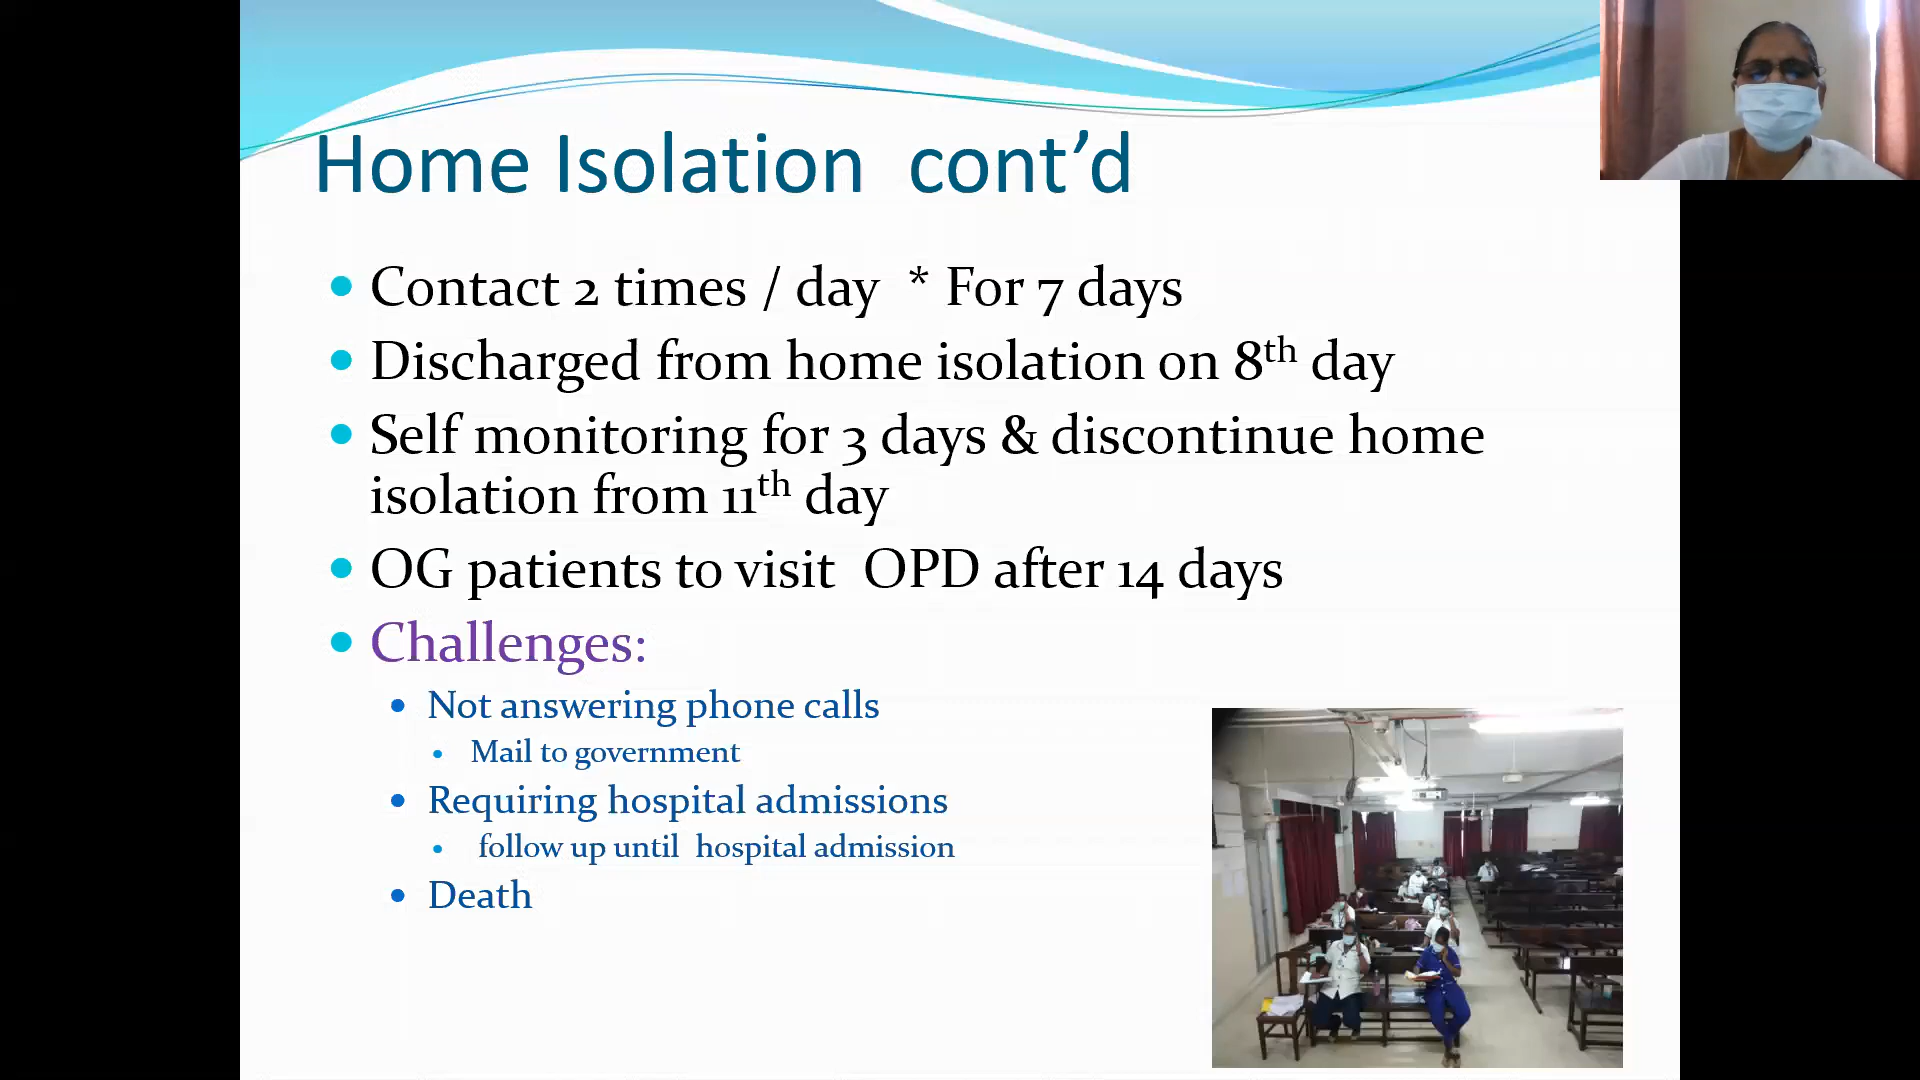 Home Isolation cont’d
Contact 2 times / day * For 7 days
Discharged from home isolation on 8th day
Self monitoring for 3 days & discontinue home
isolation from 11th day
OG patients to visit OPD after 14 days
Challenges:
Not answering phone calls
Mail to government
Requiring hospital admissions
follow up until hospital admission
Death